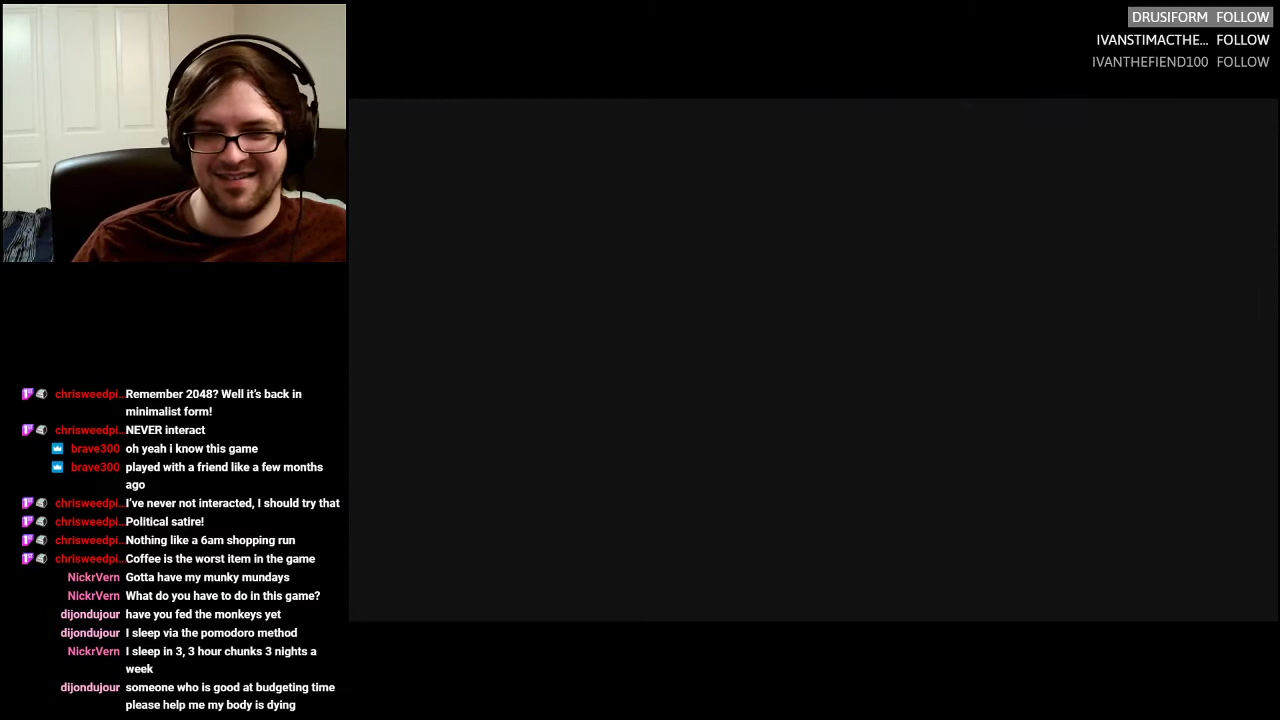 DRUSIFORM FOLLOW
IVANSTIMACTHE... FOLLOW
IVANTHEFIEND100 FOLLOW
chrisweedpi... Remember 2048? Well it's back in
minimalist form!
chrisweedpi... NEVER interact
brave300 oh yeah i know this game
brave300 played with a friend like a few months
ago
chrisweedpi... I've never not interacted, I should try that
chrisweedpi... Political satire!
chrisweedpi... Nothing like a 6am shopping run
chrisweedpi... Coffee is the worst item in the game
NickrVern Gotta have my munky mundays
NickrVern What do you have to do in this game?
dijondujour have you fed the monkeys yet
dijondujour I sleep via the pomodoro method
NickrVern I sleep in 3, 3 hour chunks 3 nights a
week
dijondujour someone who is good at budgeting time
please help me my body is dying